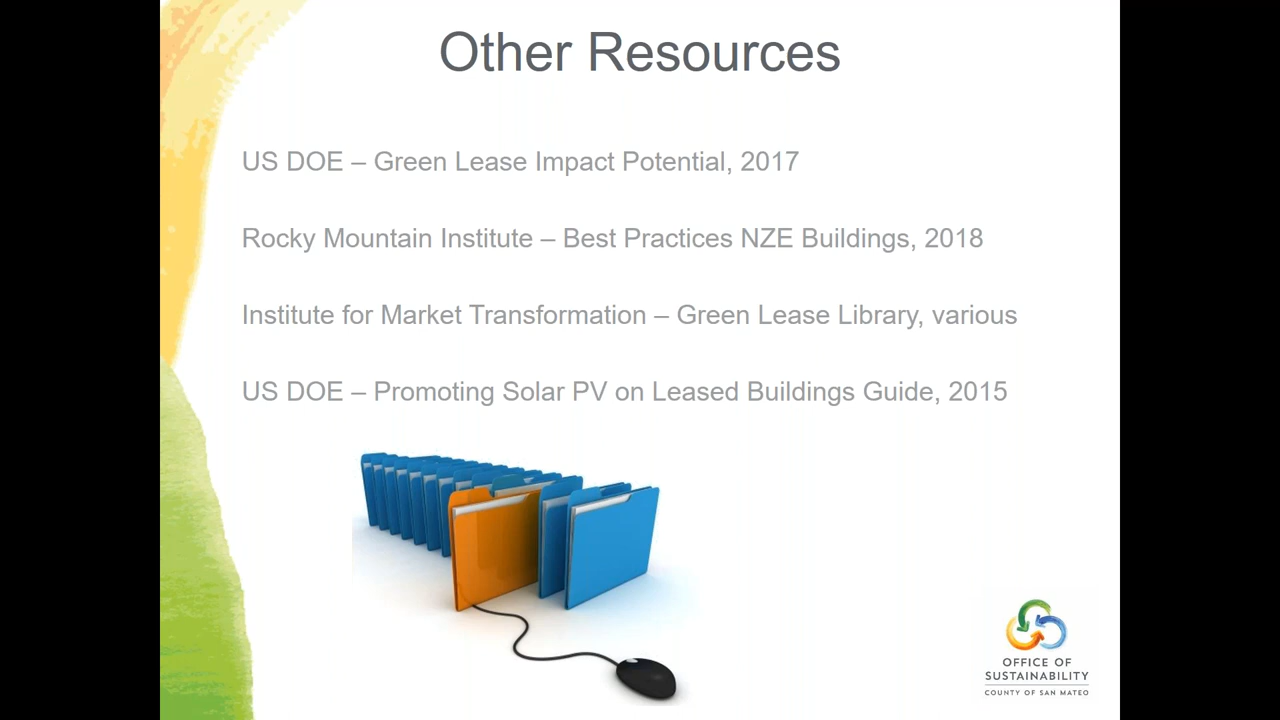 Other Resources
US DOE – Green Lease Impact Potential, 2017
Rocky Mountain Institute – Best Practices NZE Buildings, 2018
Institute for Market Transformation – Green Lease Library, various
US DOE – Promoting Solar PV on Leased Buildings Guide, 2015
OFFICE OF
SUSTAINABILITY
COUNTY OF SAN MATEO